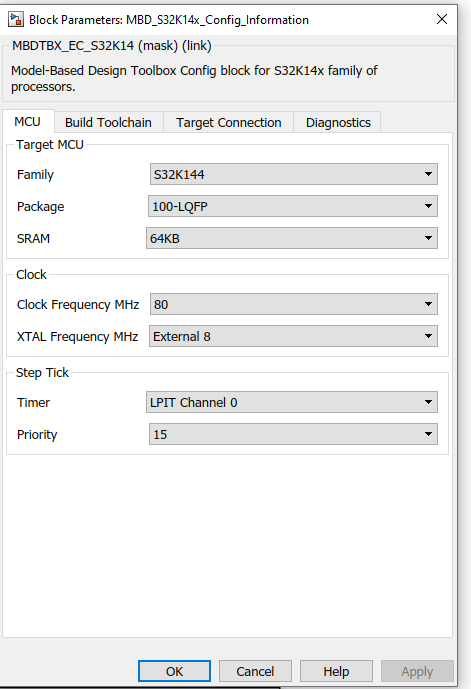 Block Parameters: MBD_S32K14x_Config_Information
MBDTBX_EC_S32K14 (mask) (link)
Model-Based Design Toolbox Config block for S32K14x family of
processors.
MCU Build Toolchain Target Connection Diagnostics
Target MCU
Family S32K144
Package 100-LQFP
SRAM 64KB
Clock
Clock Frequency MHz 80
XTAL Frequency MHz External 8
Step Tick
Timer LPIT Channel 0
Priority 15
OK Cancel Help Apply